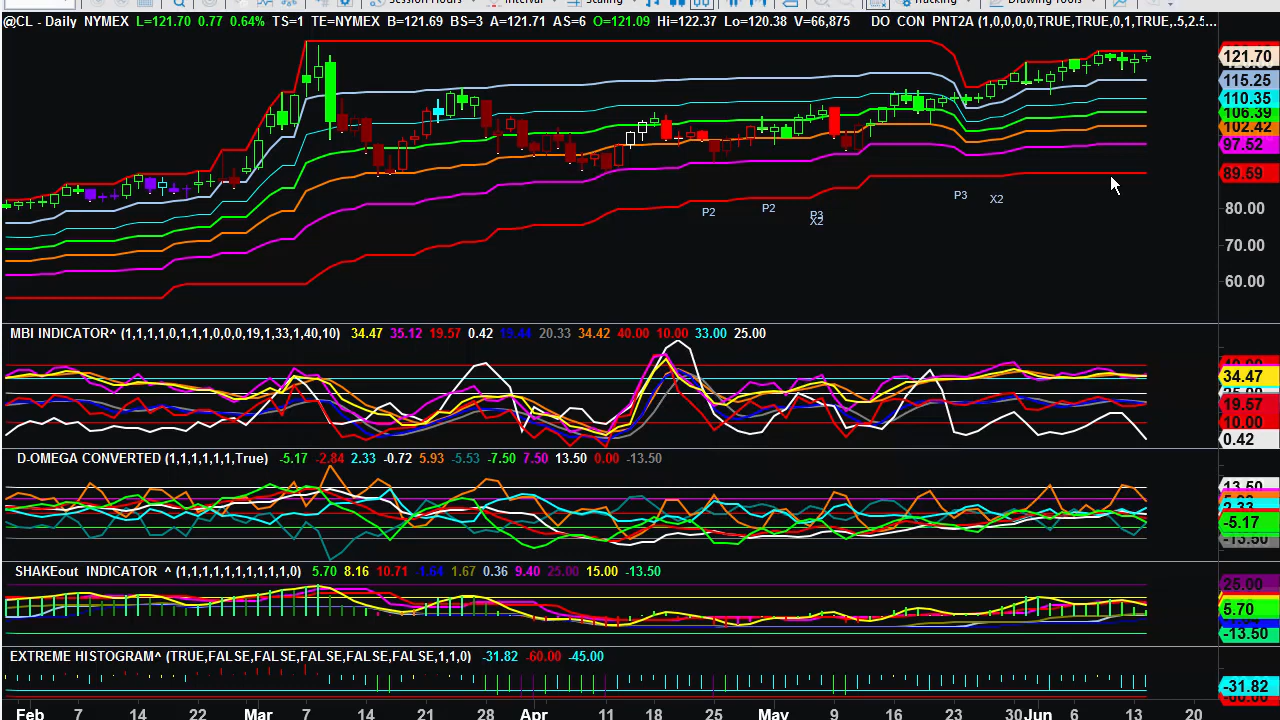 Session Hours Interval Scaling Tracking Drawing Tools
@CL - Daily NYMEX L=121.70 0.77 0.64% TS=1 TE=NYMEX B=121.69 BS=3 A=121.71 AS=6 O=121.09 Hi=122.37 Lo=120.38 V=66,875 DO CON PNT2A (1,0,0,0,0,TRUE,TRUE,0,1,TRUE,.5,2.5...
121.70
115.25
110.35
106.39
102.42
97.52
89.69
80.00
70.00
60.00
P2 P2 P3 X2 P3 X2
MBI INDICATOR^ (1,1,1,1,0,1,1,1,0,0,0,19,1,33,1,40,10) 34.47 35.12 19.57 0.42 19.44 20.33 34.42 40.00 10.00 33.00 25.00
34.47
19.57
10.00
0.42
D-OMEGA CONVERTED (1,1,1,1,1,1,True) -5.17 -2.84 2.33 -0.72 5.93 -5.53 -7.50 7.50 13.50 0.00 -13.50
13.50
-5.17
-13.50
SHAKEout INDICATOR ^ (1,1,1,1,1,1,1,1,1,1,0) 5.70 8.16 10.71 -1.64 1.67 0.36 9.40 25.00 15.00 -13.50
25.00
5.70
-13.50
EXTREME HISTOGRAM^ (TRUE,FALSE,FALSE,FALSE,FALSE,FALSE,1,1,0) -31.82 -60.00 -45.00
-31.82
Feb 7 14 22 Mar 7 14 21 28 Apr 11 18 25 May 9 16 23 30 Jun 6 13 20